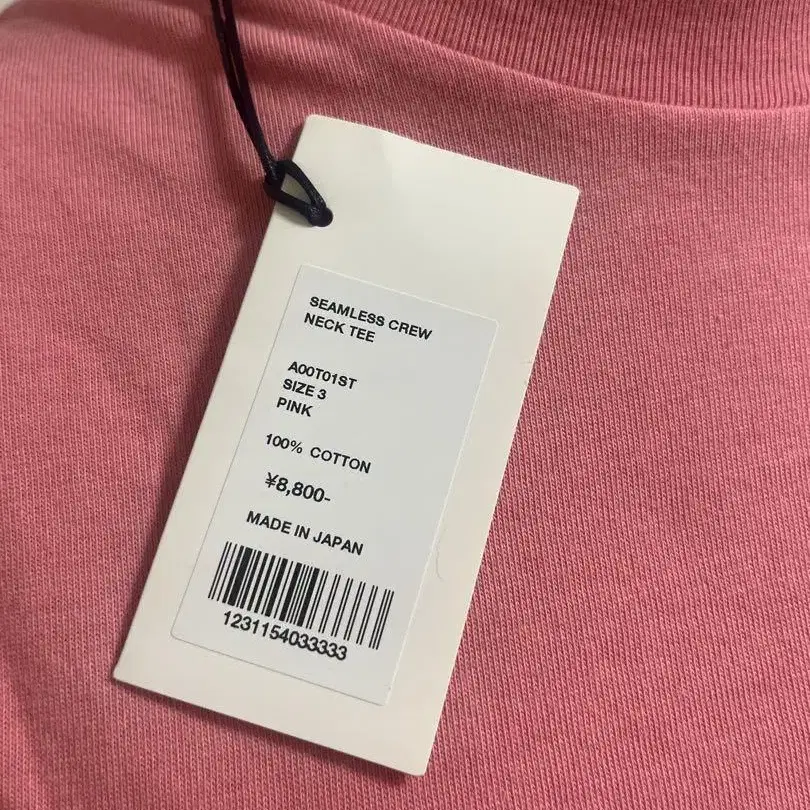 SEAMLESS CREW
NECK TEE
A00T01ST
SIZE 3
PINK
100% COTTON
¥8,800-
MADE IN JAPAN
1231154033333